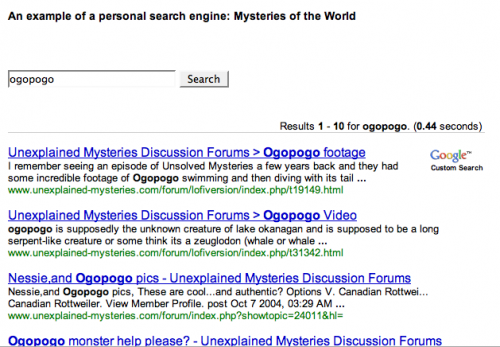 An example of a personal search engine: Mysteries of the World
ogopogo Search
Results 1 - 10 for ogopogo. (0.44 seconds)
Unexplained Mysteries Discussion Forums > Ogopogo footage
I remember seeing an episode of Unsolved Mysteries a few years back and they had
some incredible footage of Ogopogo swimming and then diving with its tail ...
www.unexplained-mysteries.com/forum/lofiversion/index.php/t19149.html
Google™
Custom Search
Unexplained Mysteries Discussion Forums > Ogopogo Video
ogopogo is supposedly the unknown creature of lake okanagan and is supposed to be a long
serpent-like creature or some think its a zeuglodon (whale or whale ...
www.unexplained-mysteries.com/forum/lofiversion/index.php/t31342.html
Nessie,and Ogopogo pics - Unexplained Mysteries Discussion Forums
Nessie,and Ogopogo pics, These are cool...and authentic? Options V. Canadian Rottwei...
Canadian Rottweiler. View Member Profile. post Oct 7 2004, 03:29 AM ...
www.unexplained-mysteries.com/forum/index.php?showtopic=24011&hl=
Ogopogo monster help please? - Unexplained Mysteries Discussion Forums